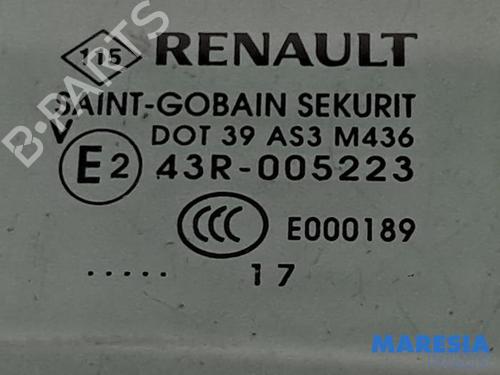 115 RENAULT
SAINT-GOBAIN SEKURIT
V DOT 39 AS3 M436
E2 43R-005223
CCC E000189
..... 17
B-PARTS
MARESIA